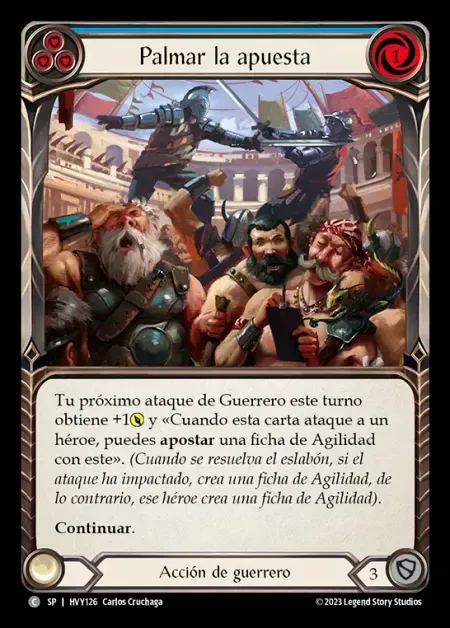 Palmar la apuesta
1
Tu próximo ataque de Guerrero este turno
obtiene +1 y «Cuando esta carta ataque a un
héroe, puedes apostar una ficha de Agilidad
con este». (Cuando se resuelva el eslabón, si el
ataque ha impactado, crea una ficha de Agilidad, de
lo contrario, ese héroe crea una ficha de Agilidad).
Continuar.
Acción de guerrero
3
C SP | HVY126 Carlos Cruchaga
© 2023 Legend Story Studios